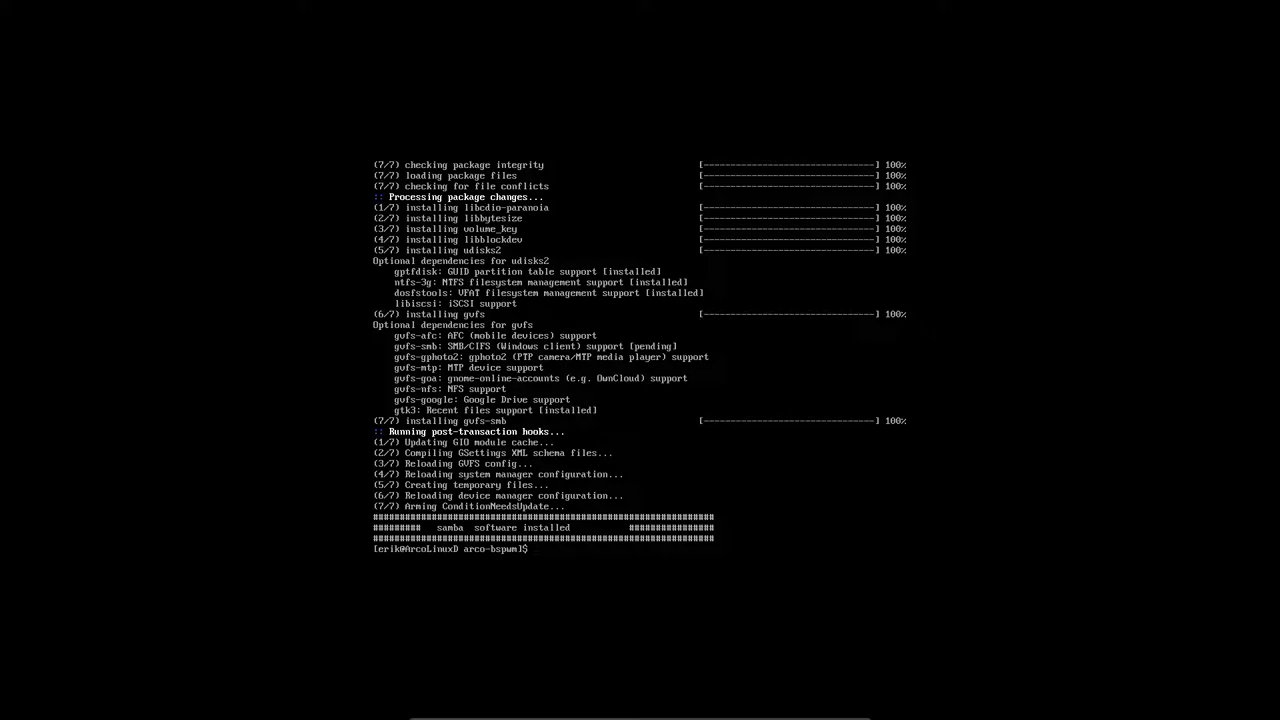 (7/7) checking package integrity [--------------------------------] 100%
(7/7) loading package files [--------------------------------] 100%
(7/7) checking for file conflicts [--------------------------------] 100%
:: Processing package changes...
(1/7) installing libcdio-paranoia [--------------------------------] 100%
(2/7) installing libbytesize [--------------------------------] 100%
(3/7) installing volume_key [--------------------------------] 100%
(4/7) installing libblockdev [--------------------------------] 100%
(5/7) installing udisks2 [--------------------------------] 100%
Optional dependencies for udisks2
gptfdisk: GUID partition table support [installed]
ntfs-3g: NTFS filesystem management support [installed]
dosfstools: VFAT filesystem management support [installed]
libiscsi: iSCSI support
(6/7) installing gvfs [--------------------------------] 100%
Optional dependencies for gvfs
gvfs-afc: AFC (mobile devices) support
gvfs-smb: SMB/CIFS (Windows client) support [pending]
gvfs-gphoto2: gphoto2 (PTP camera/MTP media player) support
gvfs-mtp: MTP device support
gvfs-goa: gnome-online-accounts (e.g. OwnCloud) support
gvfs-nfs: NFS support
gvfs-google: Google Drive support
gtk3: Recent files support [installed]
(7/7) installing gvfs-smb [--------------------------------] 100%
:: Running post-transaction hooks...
(1/7) Updating GIO module cache...
(2/7) Compiling GSettings XML schema files...
(3/7) Reloading GVFS config...
(4/7) Reloading system manager configuration...
(5/7) Creating temporary files...
(6/7) Reloading device manager configuration...
(7/7) Arming ConditionNeedsUpdate...
################################################################
#########   samba  software installed           ################
################################################################
[erik@ArcoLinuxD arco-bspwm]$